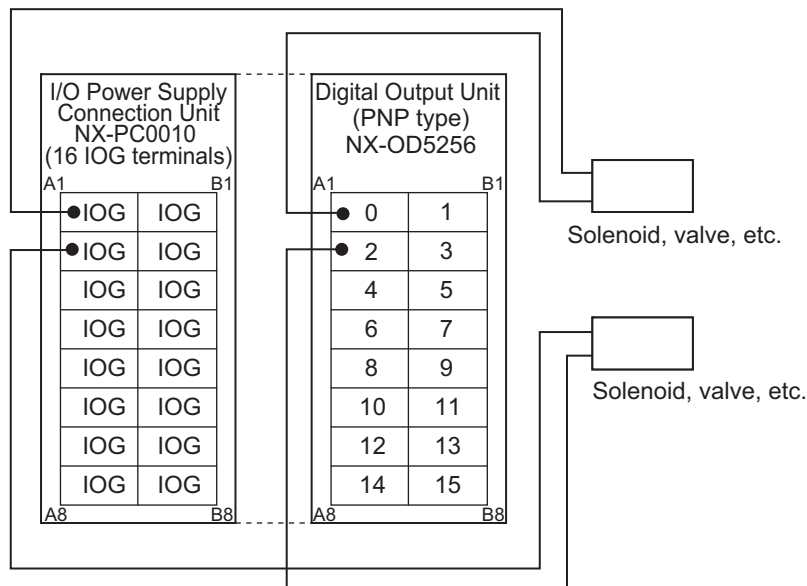 I/O Power Supply
Connection Unit
NX-PC0010
(16 IOG terminals)
A1 B1
IOG IOG
IOG IOG
IOG IOG
IOG IOG
IOG IOG
IOG IOG
IOG IOG
IOG IOG
A8 B8
Digital Output Unit
(PNP type)
NX-OD5256
A1 B1
0 1
2 3
4 5
6 7
8 9
10 11
12 13
14 15
A8 B8
Solenoid, valve, etc.
Solenoid, valve, etc.